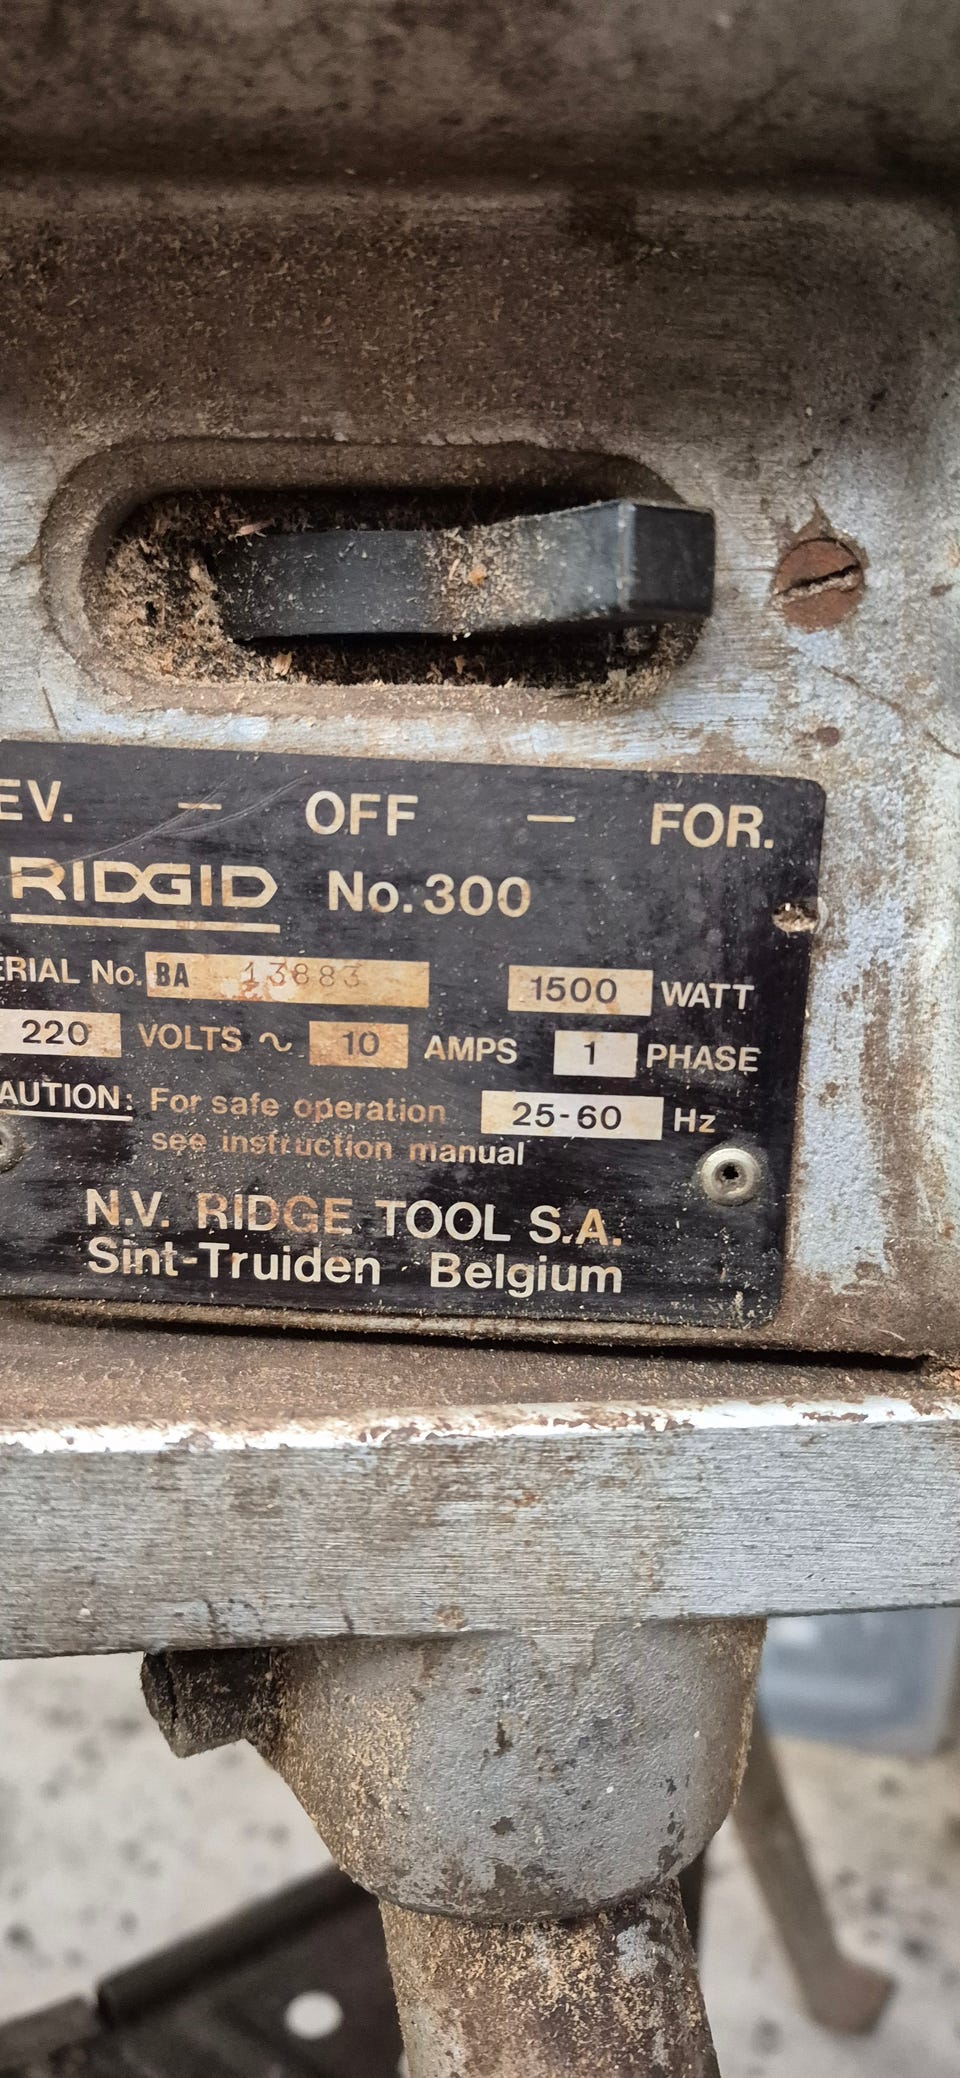 EV. — OFF — FOR.
RIDGID No. 300
ERIAL No. BA 13883 1500 WATT
220 VOLTS ~ 10 AMPS 1 PHASE
AUTION: For safe operation 25-60 Hz
see instruction manual
N.V. RIDGE TOOL S.A.
Sint-Truiden Belgium